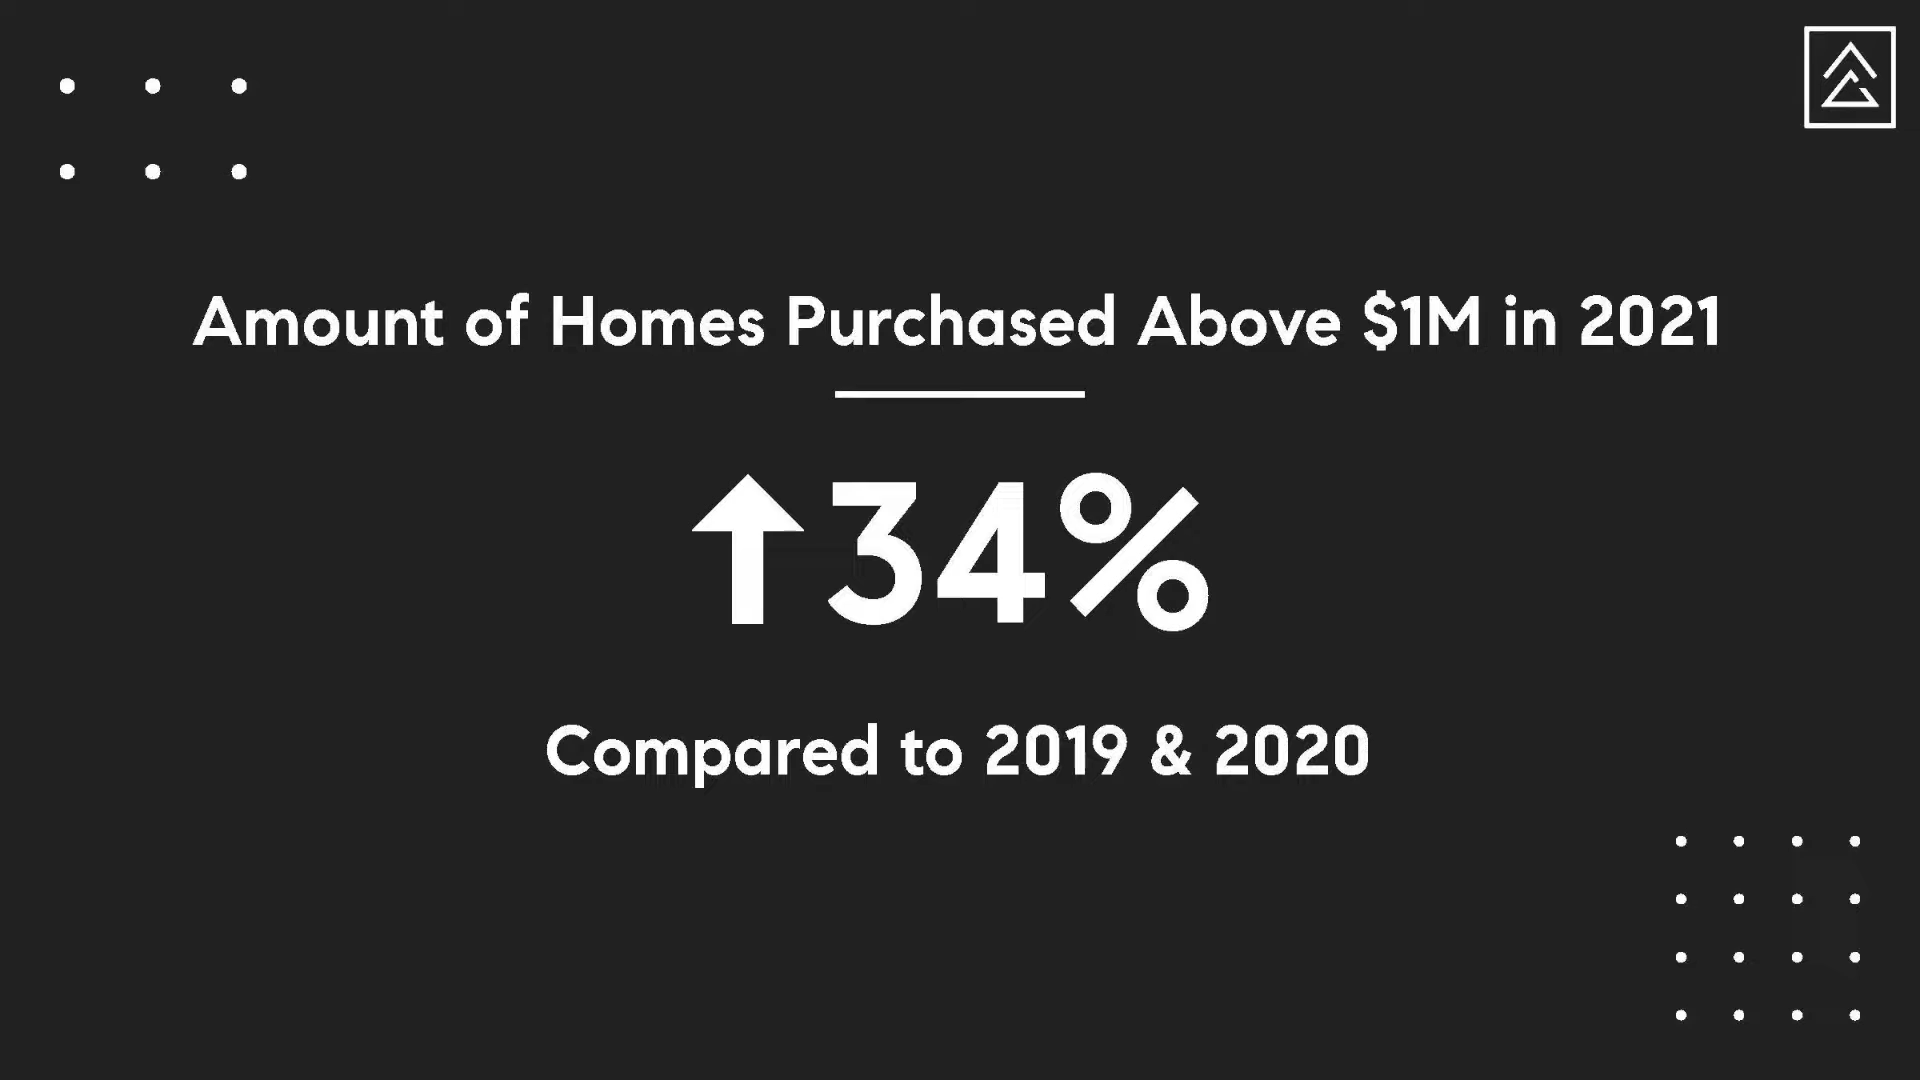 Amount of Homes Purchased Above $1M in 2021
↑34%
Compared to 2019 & 2020